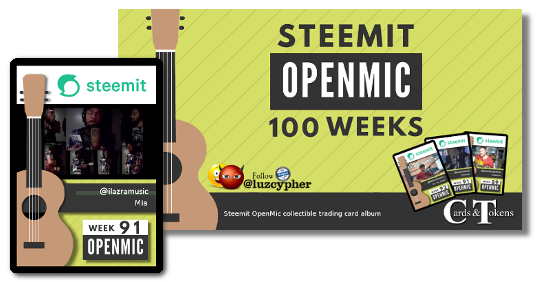 STEEMIT
OPENMIC
100 WEEKS
Follow
@luzcypher
Steemit OpenMic collectible trading card album
Cards & Tokens
steemit
@ilazramusic
Mia
WEEK 91
OPENMIC